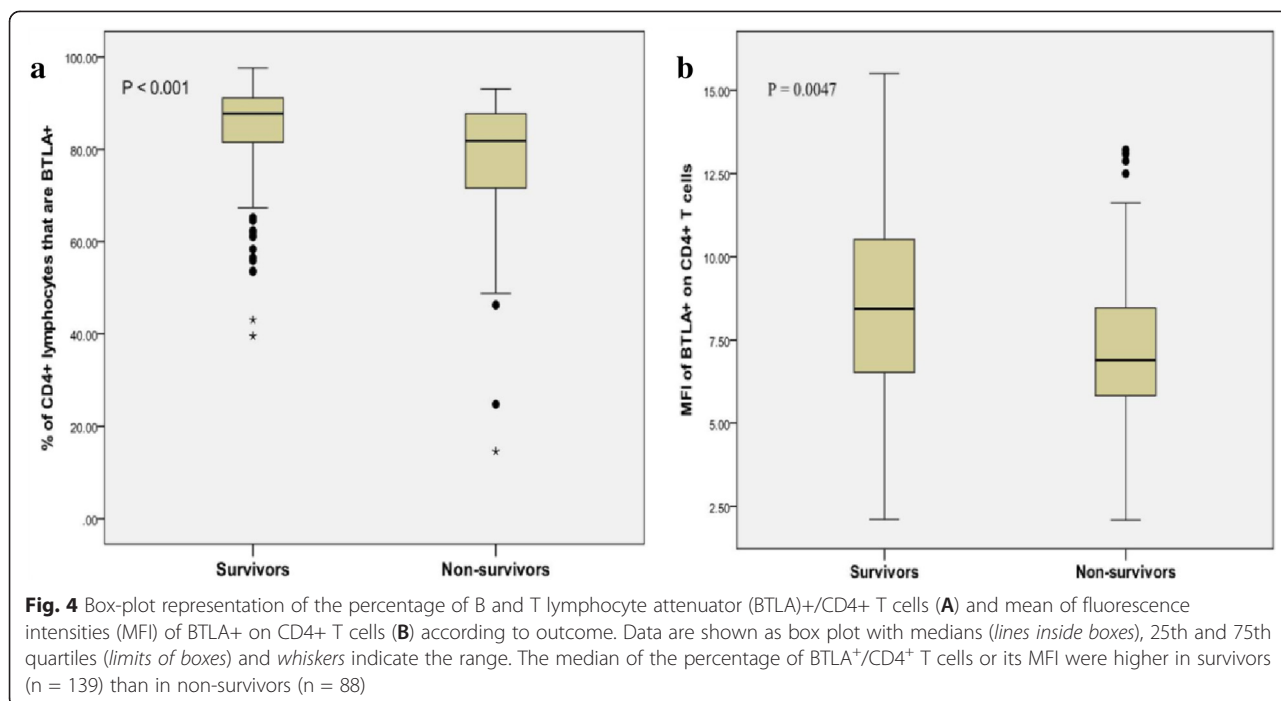 a
P < 0.001
% of CD4+ lymphocytes that are BTLA+
100.00
80.00
60.00
40.00
20.00
.00
Survivors
Non-survivors
b
P = 0.0047
MFI of BTLA+ on CD4+ T cells
15.00
12.50
10.00
7.50
5.00
2.50
Survivors
Non-survivors
Fig. 4 Box-plot representation of the percentage of B and T lymphocyte attenuator (BTLA)+/CD4+ T cells (A) and mean of fluorescence
intensities (MFI) of BTLA+ on CD4+ T cells (B) according to outcome. Data are shown as box plot with medians (lines inside boxes), 25th and 75th
quartiles (limits of boxes) and whiskers indicate the range. The median of the percentage of BTLA⁺/CD4⁺ T cells or its MFI were higher in survivors
(n = 139) than in non-survivors (n = 88)